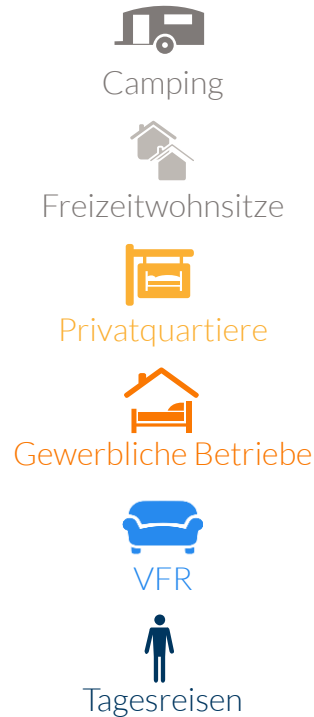 Camping
Freizeitwohnsitze
Privatquartiere
Gewerbliche Betriebe
VFR
Tagesreisen